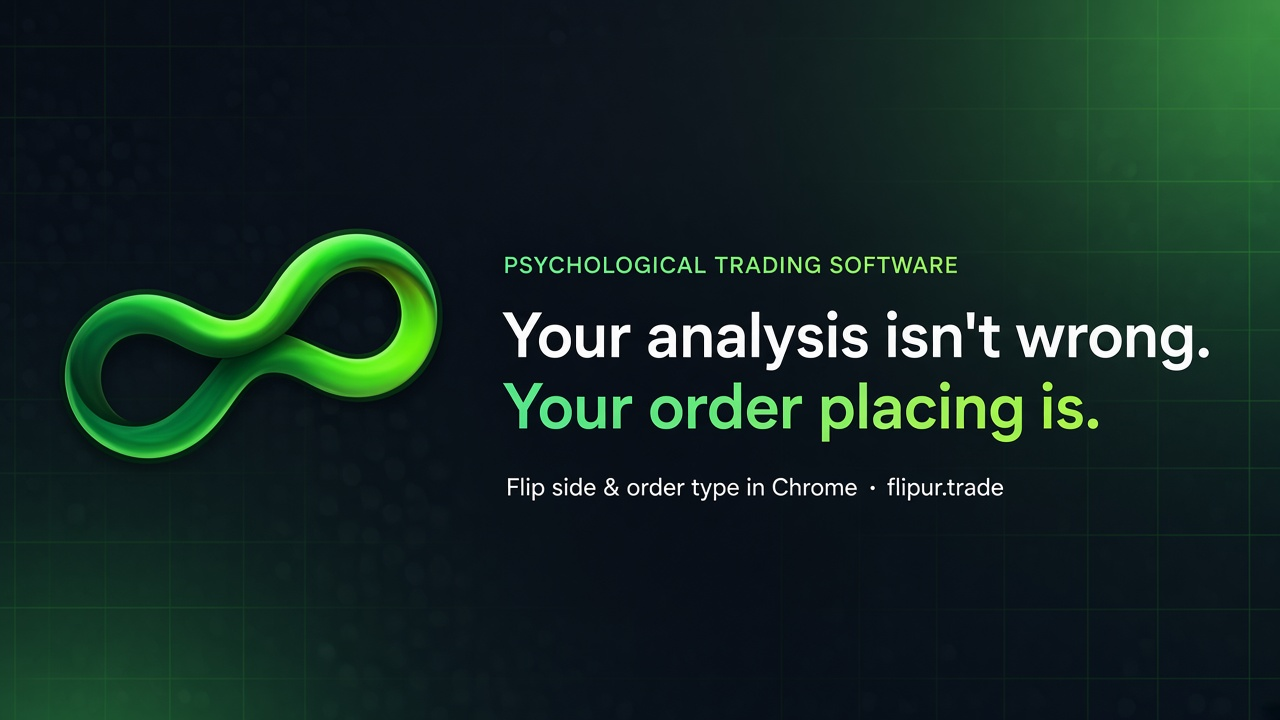 PSYCHOLOGICAL TRADING SOFTWARE
Your analysis isn't wrong.
Your order placing is.
Flip side & order type in Chrome · flipur.trade